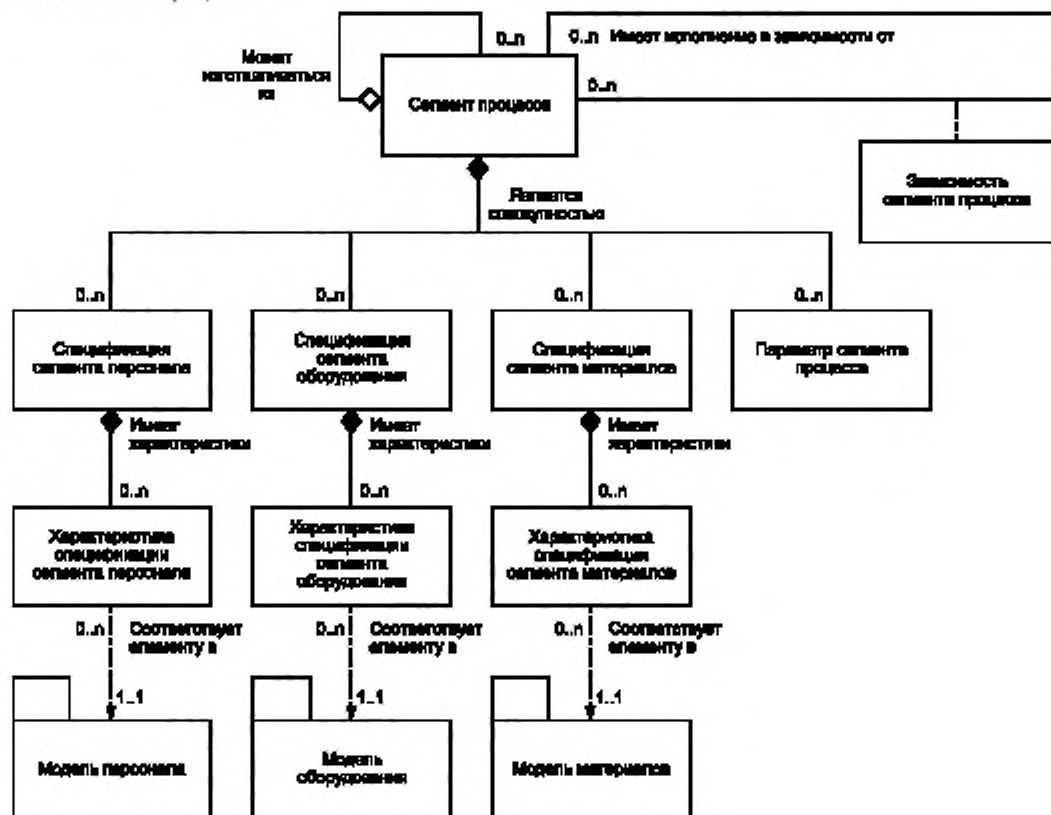 0..n
0..n Имеет исполнение в зависимости от
Может
изготавливаться
из
0..n
Сегмент процесса
Зависимость
сегмента процесса
Является
совокупностью
0..n
0..n
0..n
0..n
Спецификация
сегмента персонала
Спецификация
сегмента
оборудования
Спецификация
сегмента материалов
Параметр сегмента
процесса
Имеет
характеристики
Имеет
характеристики
Имеет
характеристики
0..n
0..n
0..n
Характеристика
спецификации
сегмента персонала
Характеристика
спецификации
сегмента
оборудования
Характеристика
спецификации
сегмента материалов
0..n
Соответствует
элементу в
0..n
Соответствует
элементу в
0..n
Соответствует
элементу в
1..1
1..1
1..1
Модель персонала
Модель
оборудования
Модель материалов